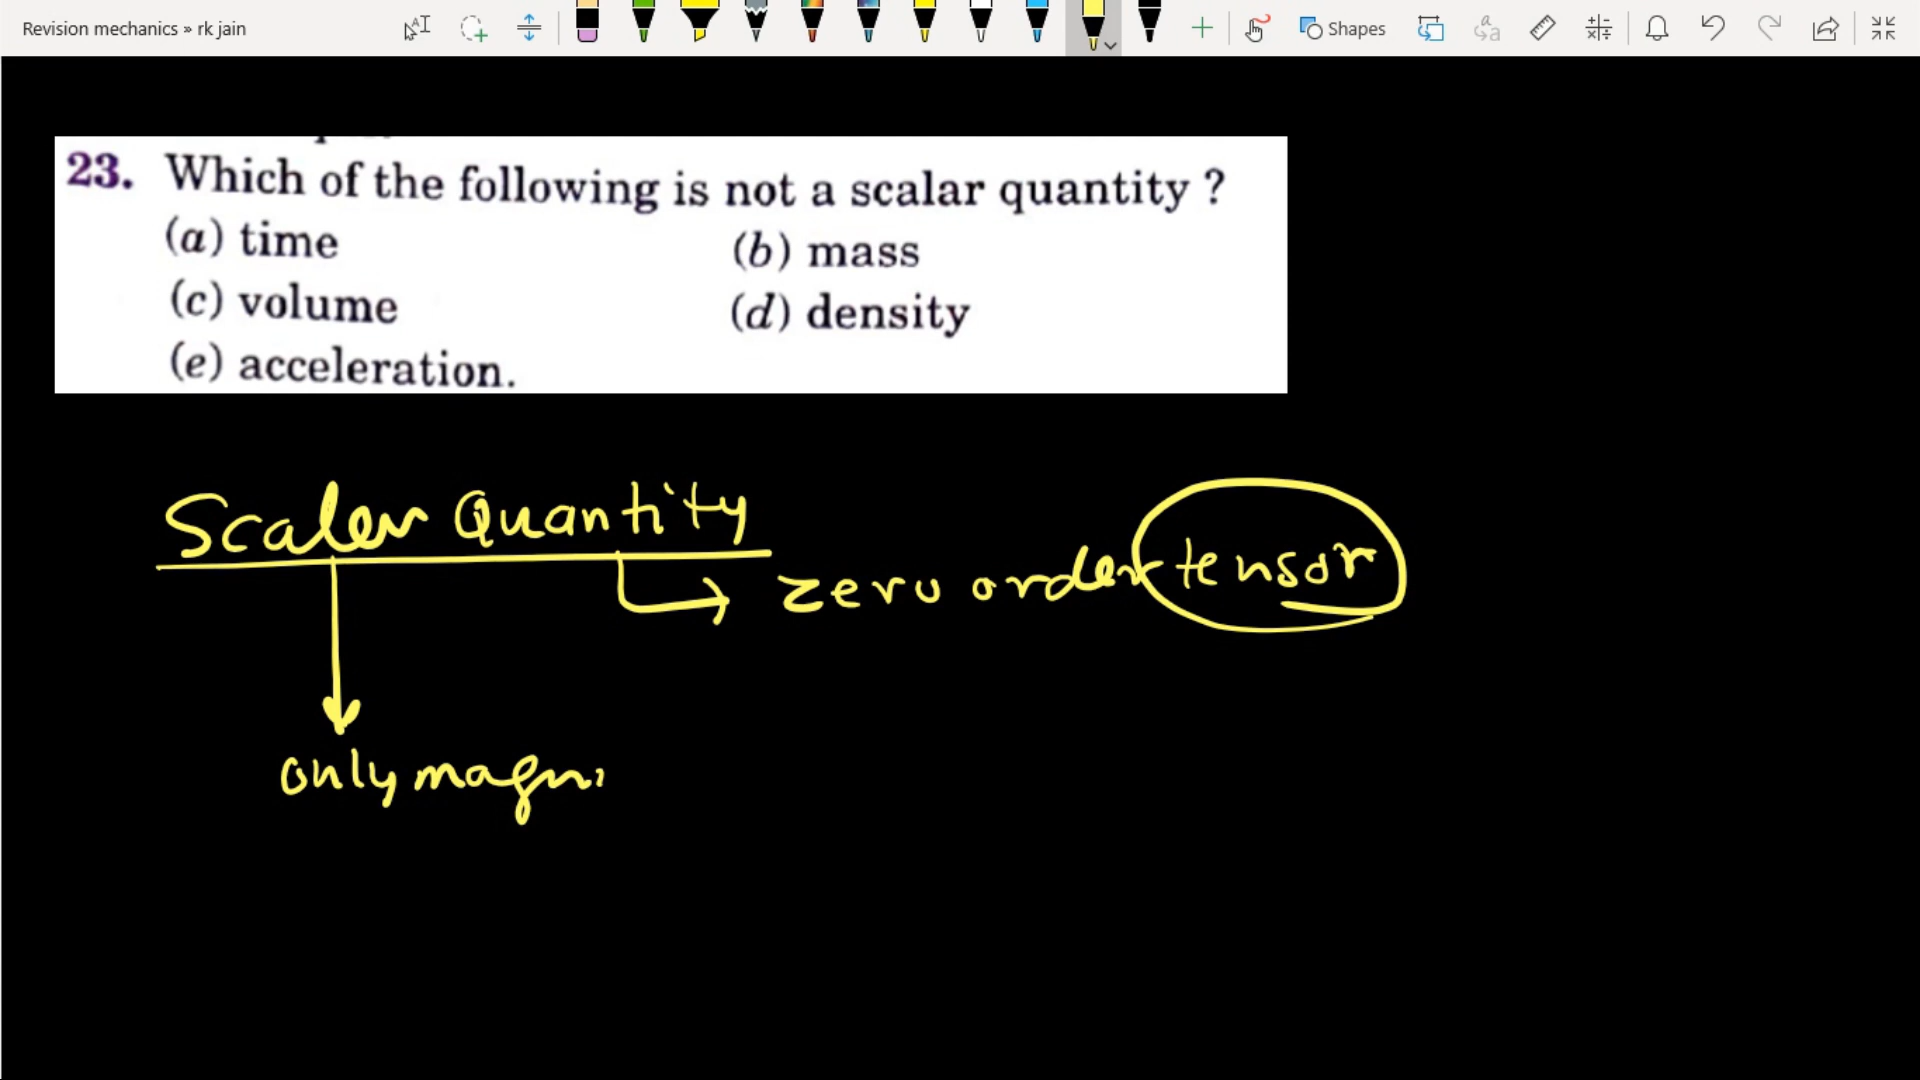 Revision mechanics » rk jain
Shapes
23. Which of the following is not a scalar quantity ?
(a) time (b) mass
(c) volume (d) density
(e) acceleration.
Scaler Quantity
zero order tensor
only magni